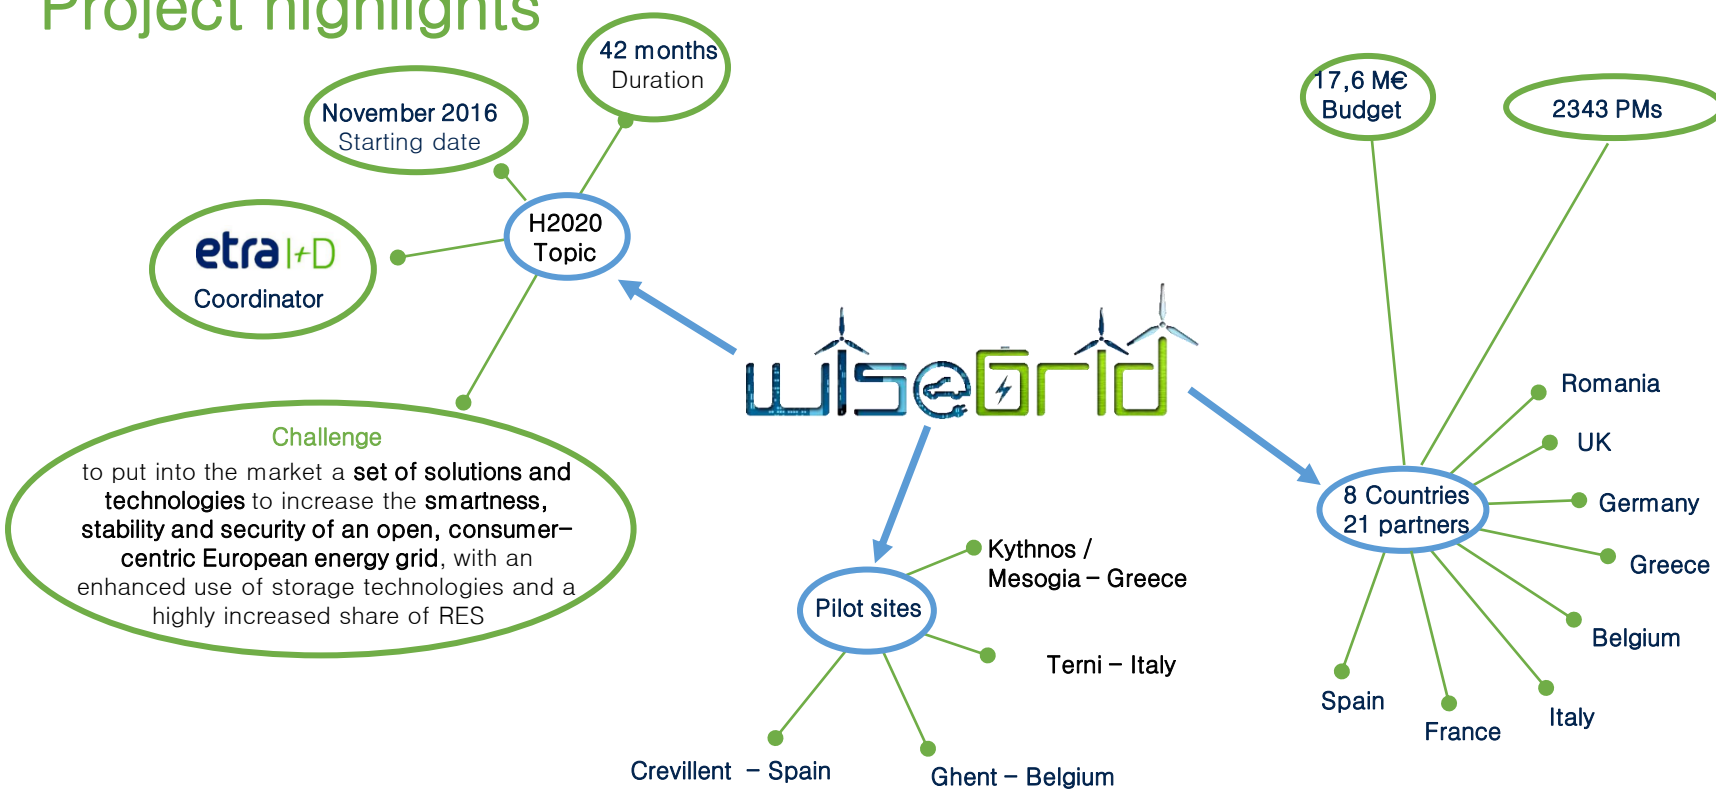 Project highlights
42 months
Duration
November 2016
Starting date
etra I+D
Coordinator
H2020
Topic
Challenge
to put into the market a set of solutions and
technologies to increase the smartness,
stability and security of an open, consumer-
centric European energy grid, with an
enhanced use of storage technologies and a
highly increased share of RES
wiseGrid
Pilot sites
Kythnos /
Mesogia – Greece
Terni – Italy
Ghent – Belgium
Crevillent – Spain
17,6 M€
Budget
2343 PMs
8 Countries
21 partners
Romania
UK
Germany
Greece
Belgium
Italy
France
Spain